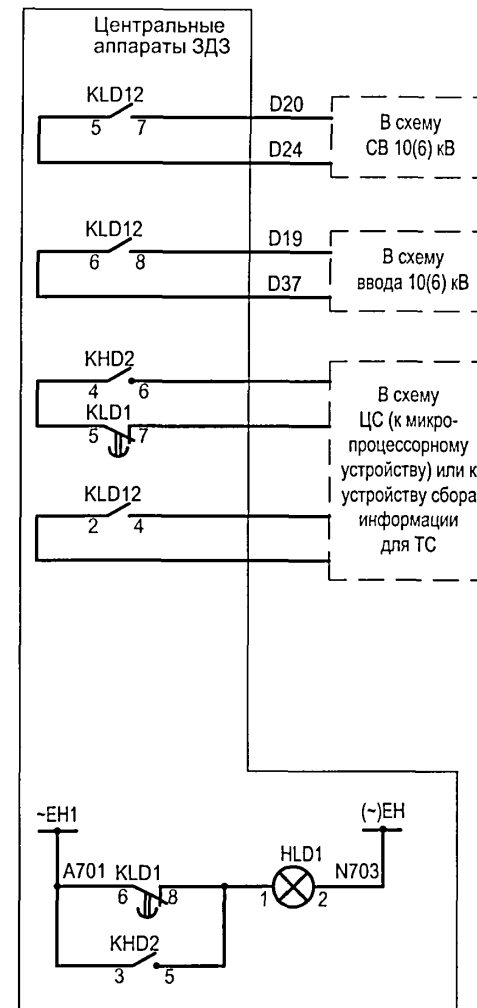 Центральные
аппараты ЗДЗ
KLD12
5 7
D20
D24
В схему
СВ 10(6) кВ
KLD12
6 8
D19
D37
В схему
ввода 10(6) кВ
KHD2
4 6
KLD1
5 7
KLD12
2 4
В схему
ЦС (к микро-
процессорному
устройству) или к
устройству сбора
информации
для ТС
~EH1
(~)EH
A701 KLD1
6 8
HLD1
1 2
N703
KHD2
3 5